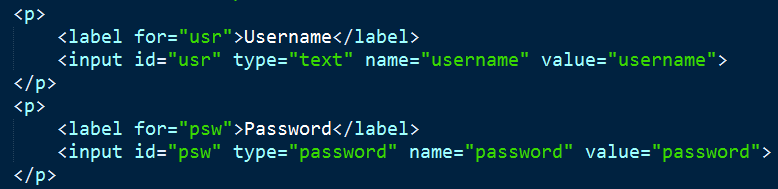 <p>
<label for="usr">Username</label>
<input id="usr" type="text" name="username" value="username">
</p>
<p>
<label for="psw">Password</label>
<input id="psw" type="password" name="password" value="password">
</p>